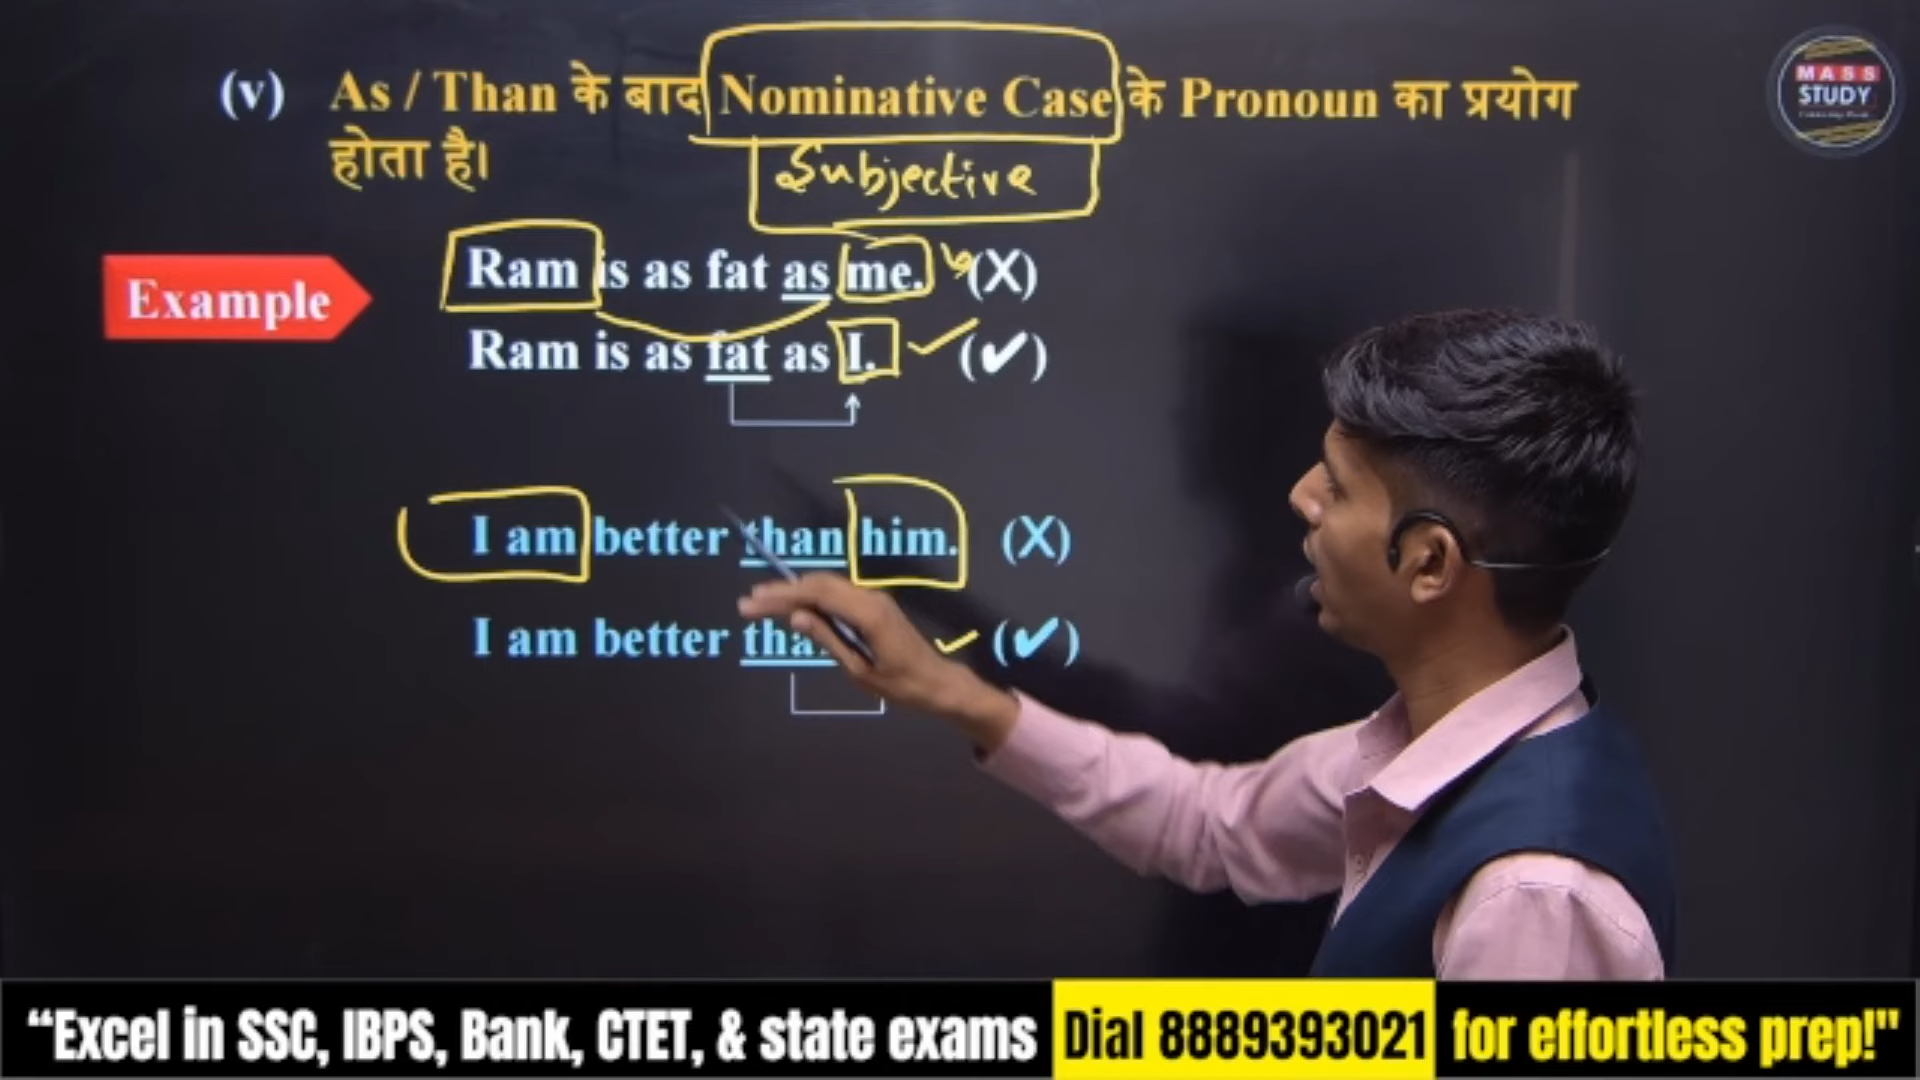 (v) As / Than के बाद Nominative Case के Pronoun का प्रयोग
होता है।
Subjective
MASS
STUDY
Example
Ram is as fat as me. (X)
Ram is as fat as I. (✔)
I am better than him. (X)
I am better (✔)
“Excel in SSC, IBPS, Bank, CTET, & state exams Dial 8889393021 for effortless prep!"